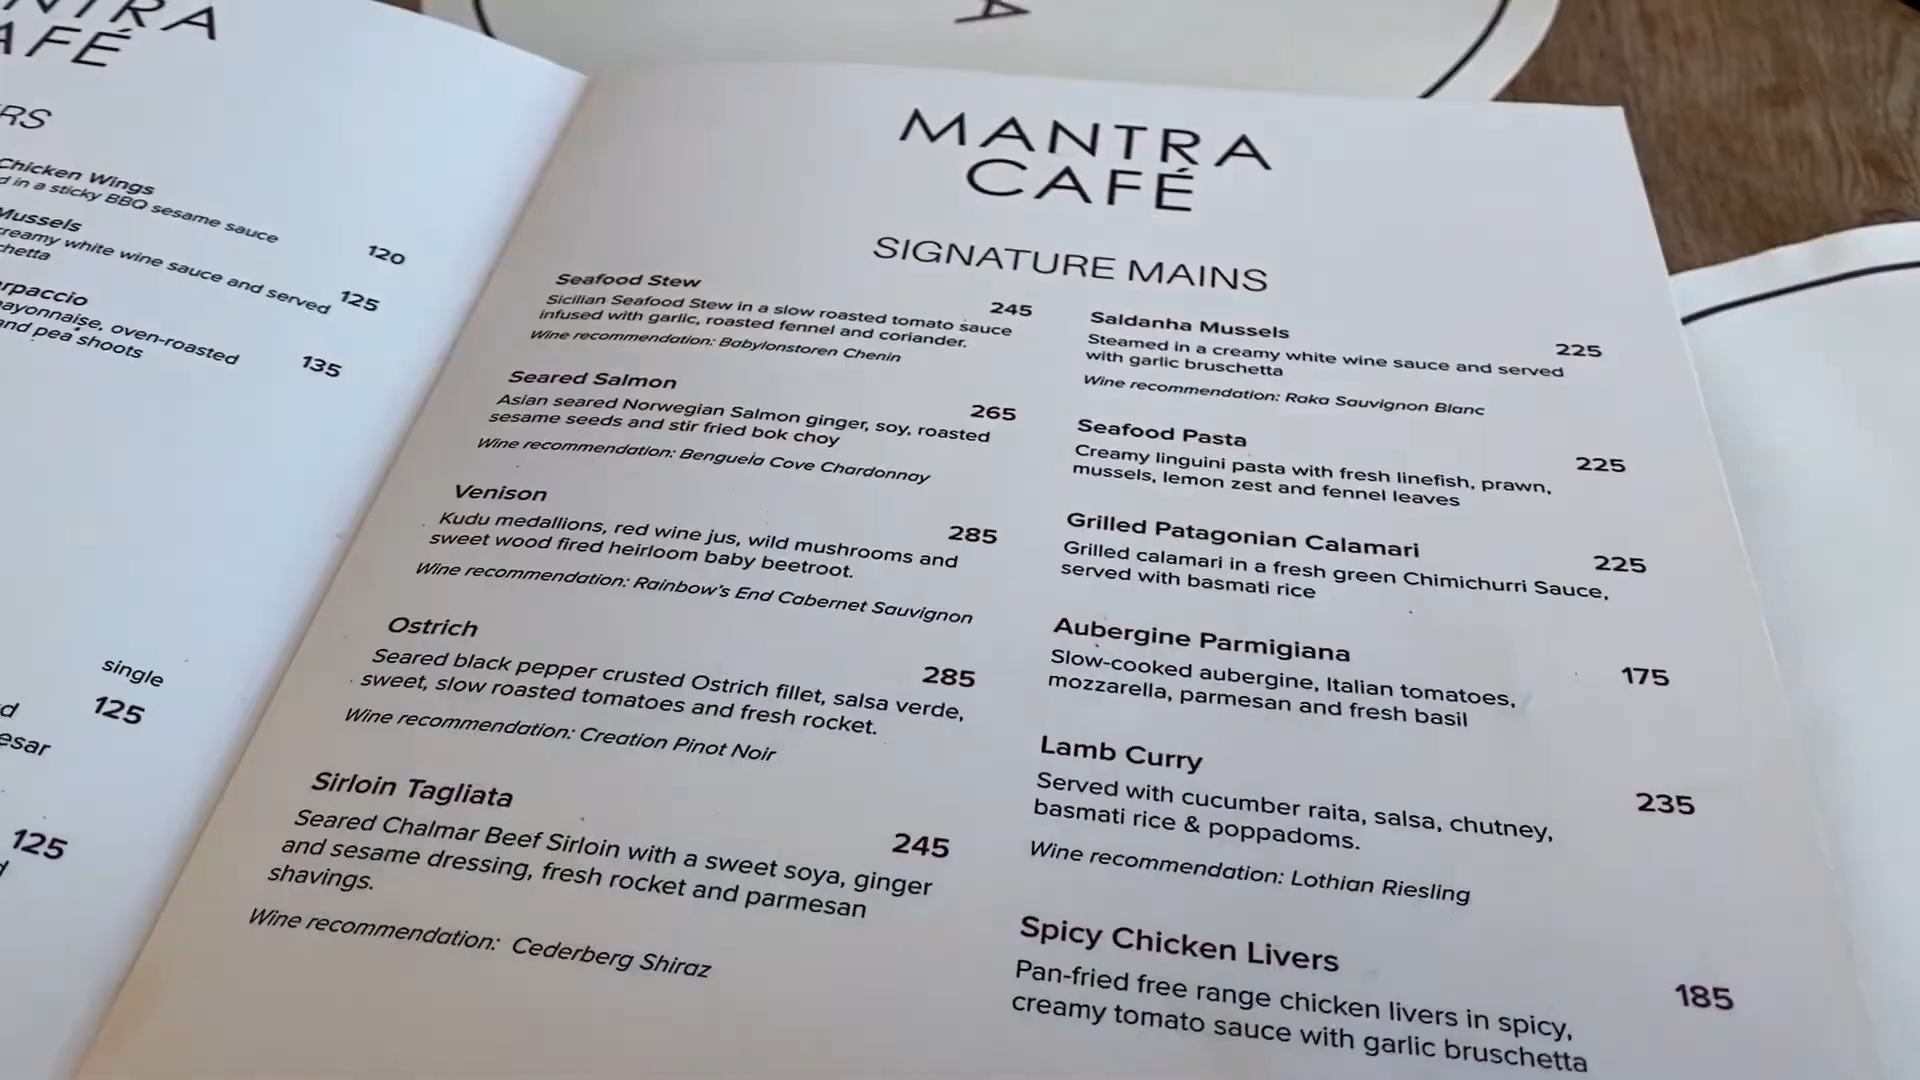 CAFÉ
Chicken Wings
in a sticky BBQ sesame sauce
120
Mussels
creamy white wine sauce and served
125
mayonnaise, oven-roasted
and pea shoots
135
single
125
125
A
MANTRA
CAFÉ
SIGNATURE MAINS
Seafood Stew
245
Sicilian Seafood Stew in a slow roasted tomato sauce
infused with garlic, roasted fennel and coriander.
Wine recommendation: Babylonstoren Chenin
Seared Salmon
265
Asian seared Norwegian Salmon ginger, soy, roasted
sesame seeds and stir fried bok choy
Wine recommendation: Benguela Cove Chardonnay
Venison
285
Kudu medallions, red wine jus, wild mushrooms and
sweet wood fired heirloom baby beetroot.
Wine recommendation: Rainbow's End Cabernet Sauvignon
Ostrich
285
Seared black pepper crusted Ostrich fillet, salsa verde,
sweet, slow roasted tomatoes and fresh rocket.
Wine recommendation: Creation Pinot Noir
Sirloin Tagliata
245
Seared Chalmar Beef Sirloin with a sweet soya, ginger
and sesame dressing, fresh rocket and parmesan
shavings.
Wine recommendation: Cederberg Shiraz
Saldanha Mussels
225
Steamed in a creamy white wine sauce and served
with garlic bruschetta
Wine recommendation: Raka Sauvignon Blanc
Seafood Pasta
225
Creamy linguini pasta with fresh linefish, prawn,
mussels, lemon zest and fennel leaves
Grilled Patagonian Calamari
225
Grilled calamari in a fresh green Chimichurri Sauce,
served with basmati rice
Aubergine Parmigiana
175
Slow-cooked aubergine, Italian tomatoes,
mozzarella, parmesan and fresh basil
Lamb Curry
235
Served with cucumber raita, salsa, chutney,
basmati rice & poppadoms.
Wine recommendation: Lothian Riesling
Spicy Chicken Livers
185
Pan-fried free range chicken livers in spicy,
creamy tomato sauce with garlic bruschetta